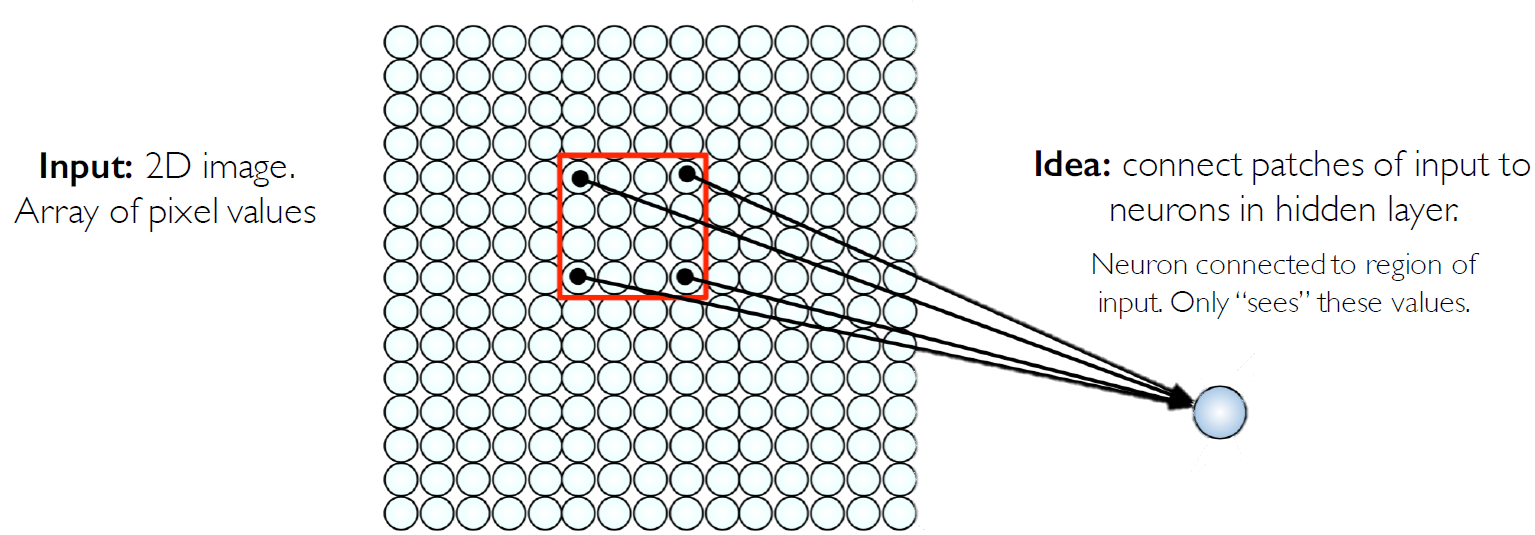 Input: 2D image.
Array of pixel values
Idea: connect patches of input to
neurons in hidden layer.
Neuron connected to region of
input. Only “sees” these values.